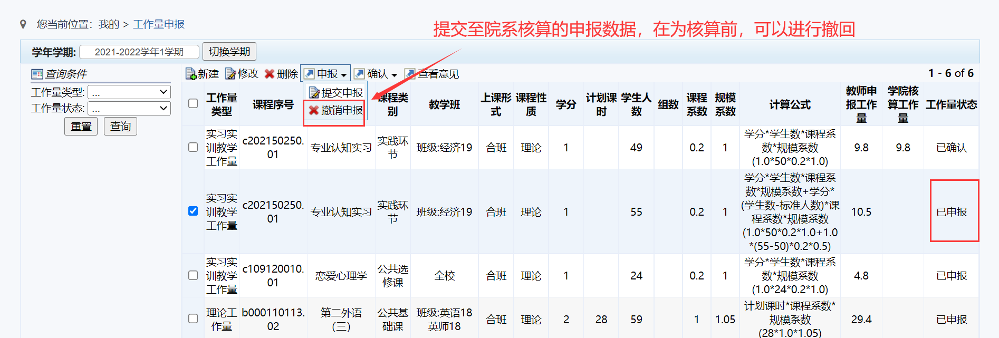 您当前位置：我的 > 工作量申报
提交至院系核算的申报数据，在为核算前，可以进行撤回
学年学期: 2021-2022学年1学期 切换学期
查询条件
工作量类型: ...
工作量状态: ...
重置 查询
新建 修改 删除 申报 确认 查看意见 1 - 6 of 6
提交申报
撤销申报
工作量类型 课程序号 课程类别 教学班 上课形式 课程性质 学分 计划课时 学生人数 组数 课程系数 规模系数 计算公式 教师申报工作量 学院核算工作量 工作量状态
实习实训教学工作量 c202150250.01 专业认知实习 实践环节 班级:经济19 合班 理论 1 49 0.2 1 学分*学生数*课程系数*规模系数(1.0*50*0.2*1.0) 9.8 9.8 已确认
实习实训教学工作量 c202150250.01 专业认知实习 实践环节 班级:经济19 合班 理论 1 55 0.2 1 学分*学生数*课程系数*规模系数+学分*(学生数-标准人数)*课程系数*规模系数(1.0*50*0.2*1.0+1.0*(55-50)*0.2*0.5) 10.5 已申报
实习实训教学工作量 c109120010.01 恋爱心理学 公共选修课 全校 合班 理论 1 24 0.2 1 学分*学生数*课程系数*规模系数(1.0*24*0.2*1.0) 4.8 已申报
理论工作量 b000110113.02 第二外语(三) 公共基础课 班级:英语18 英师18 合班 理论 2 28 59 1 1.05 计划课时*课程系数*规模系数(28*1.0*1.05) 29.4 已申报